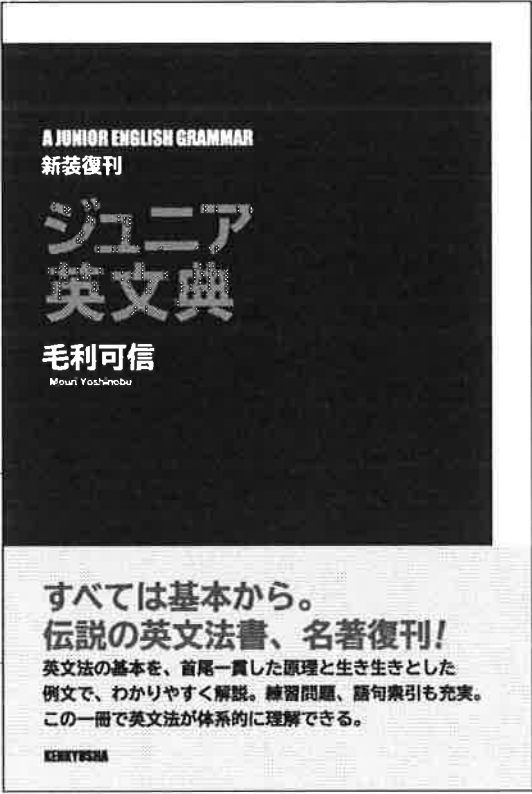 A JUNIOR ENGLISH GRAMMAR
新装復刊
ジュニア
英文典
毛利可信
Mouri Yoshinobu
すべては基本から。
伝説の英文法書、名著復刊!
英文法の基本を、首尾一貫した原理と生き生きとした
例文で、わかりやすく解説。練習問題、語句索引も充実。
この一冊で英文法が体系的に理解できる。
KENKYUSHA